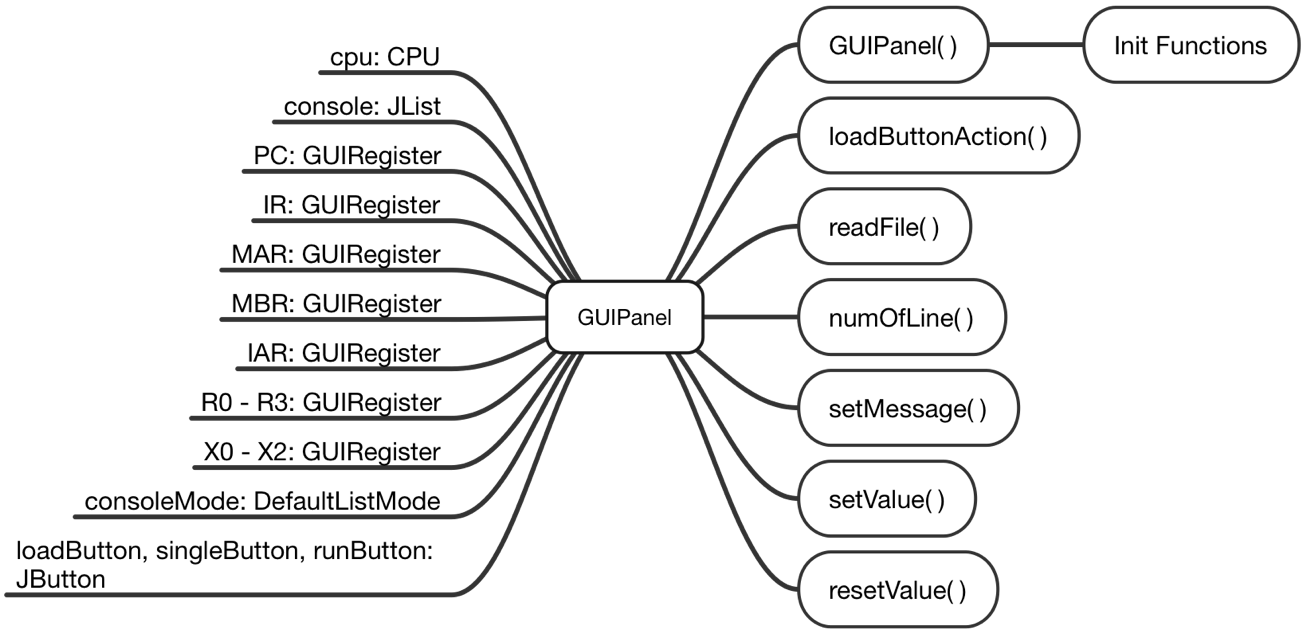 cpu: CPU
console: JList
PC: GUIRegister
IR: GUIRegister
MAR: GUIRegister
MBR: GUIRegister
IAR: GUIRegister
R0 - R3: GUIRegister
X0 - X2: GUIRegister
consoleMode: DefaultListMode
loadButton, singleButton, runButton:
JButton
GUIPanel
GUIPanel( )
Init Functions
loadButtonAction( )
readFile( )
numOfLine( )
setMessage( )
setValue( )
resetValue( )